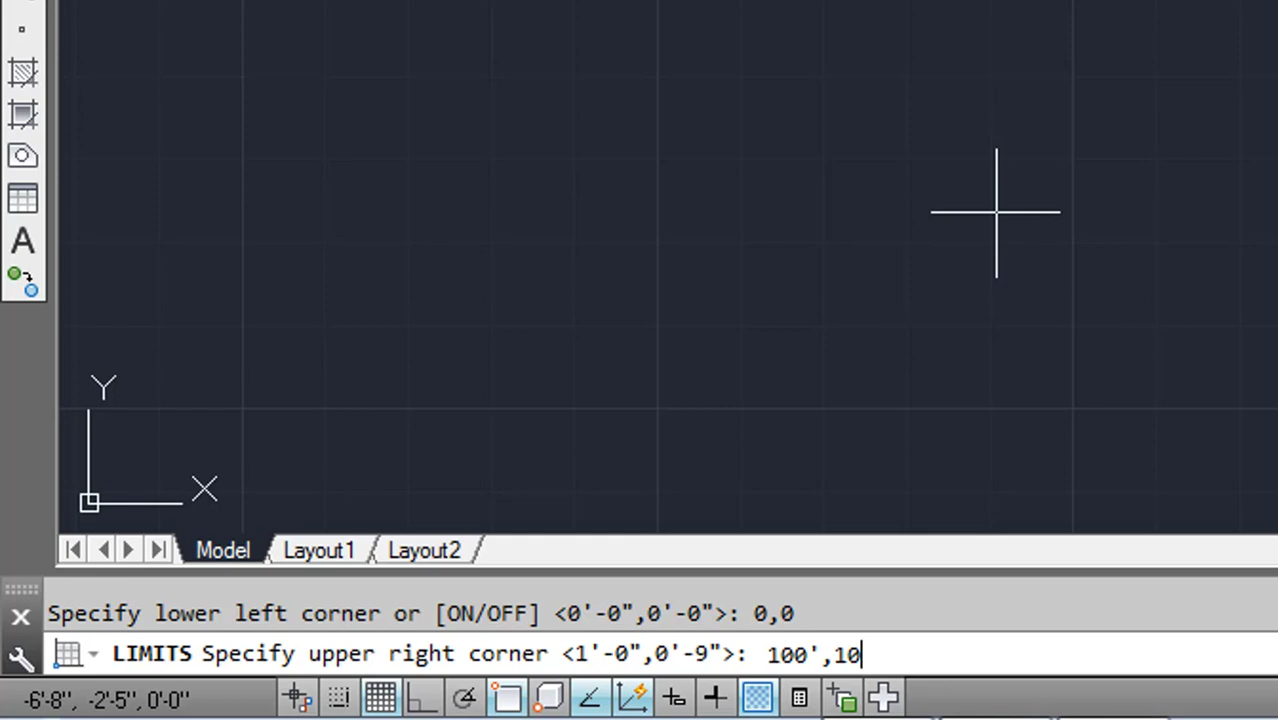 A
Y
X
Model Layout1 Layout2
Specify lower left corner or [ON/OFF] <0'-0",0'-0">: 0,0
LIMITS Specify upper right corner <1'-0",0'-9">: 100',10
-6'-8", -2'-5", 0'-0"